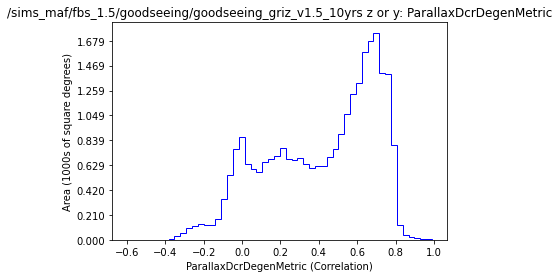 /sims_maf/fbs_1.5/goodseeing/goodseeing_griz_v1.5_10yrs z or y: ParallaxDcrDegenMetric
1.679
1.469
1.259
1.049
0.839
0.629
0.420
0.210
0.000
Area (1000s of square degrees)
−0.6 −0.4 −0.2 0.0 0.2 0.4 0.6 0.8 1.0
ParallaxDcrDegenMetric (Correlation)